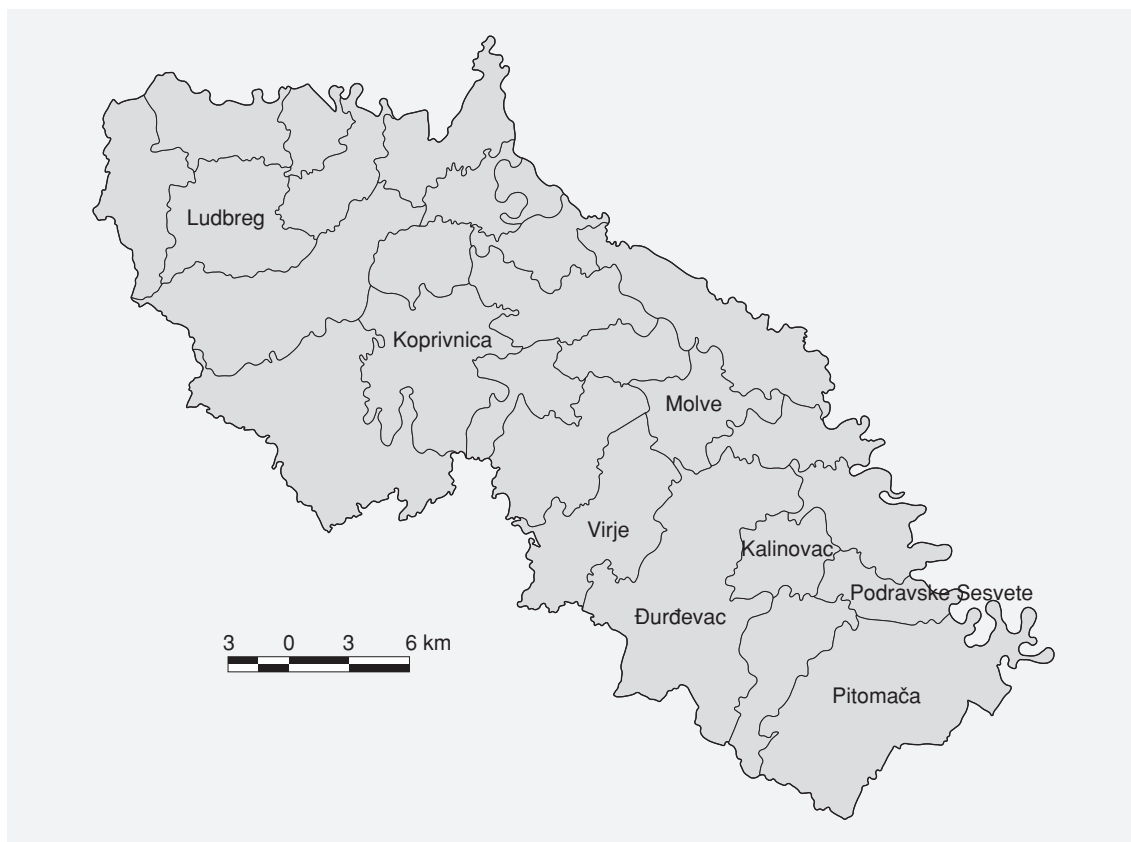 Ludbreg
Koprivnica
Molve
Virje
Kalinovac
Podravske Sesvete
Đurđevac
3 0 3 6 km
Pitomača